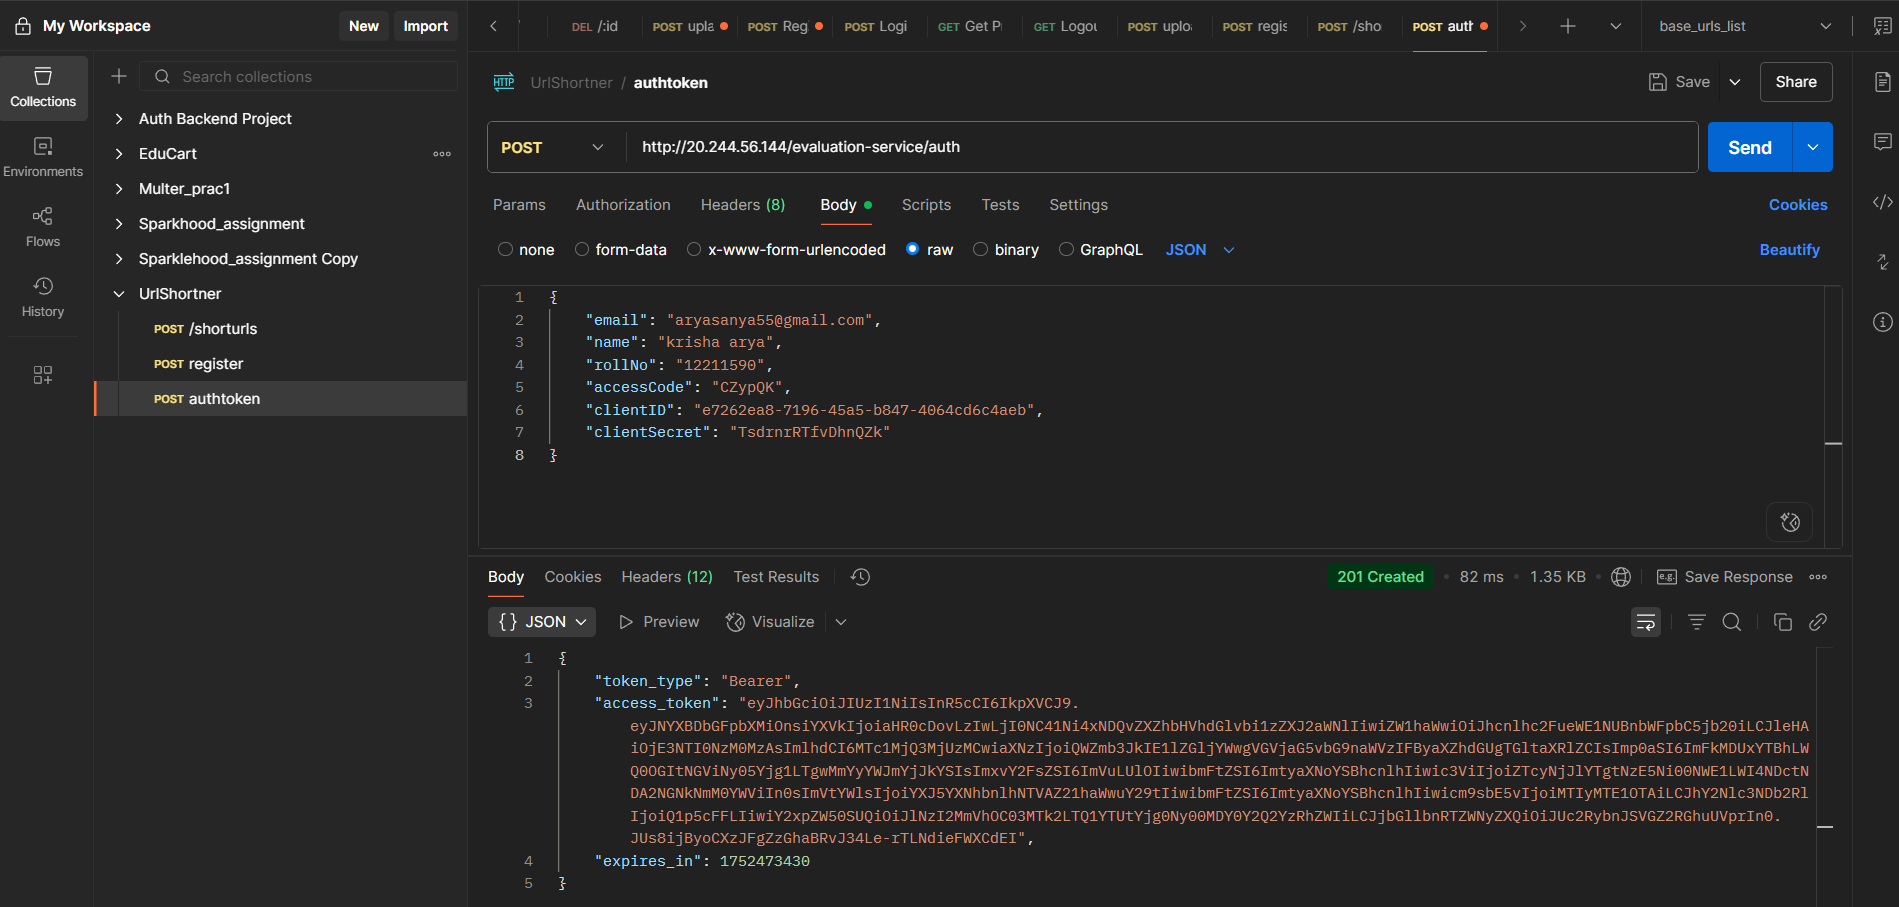 My Workspace
New
Import
DEL /:id
POST upla
POST Reg
POST Logi
GET Get P
GET Logou
POST uploa
POST regis
POST /sho
POST auth
base_urls_list
Collections
Environments
Flows
History
Search collections
Auth Backend Project
EduCart
Multer_prac1
Sparkhood_assignment
Sparklehood_assignment Copy
UrlShortner
POST /shorturls
POST register
POST authtoken
HTTP UrlShortner / authtoken
Save
Share
POST http://20.244.56.144/evaluation-service/auth
Send
Params Authorization Headers (8) Body Scripts Tests Settings
Cookies
none form-data x-www-form-urlencoded raw binary GraphQL JSON
Beautify
1 {
2 "email": "aryasanya55@gmail.com",
3 "name": "krisha arya",
4 "rollNo": "12211590",
5 "accessCode": "CZypQK",
6 "clientID": "e7262ea8-7196-45a5-b847-4064cd6c4aeb",
7 "clientSecret": "TsdrnrRTfvDhnQZk"
8 }
Body Cookies Headers (12) Test Results
201 Created • 82 ms • 1.35 KB • e.g. Save Response
{} JSON Preview Visualize
1 {
2 "token_type": "Bearer",
3 "access_token": "eyJhbGciOiJIUzI1NiIsInR5cCI6IkpXVCJ9.
eyJNYXBDbGFpbXMiOnsiYXVkIjoiaHR0cDovLzIwLjI0NC41Ni4xNDQvZXZhbHVhdGlvbi1zZXJ2aWNlIiwiZW1haWwiOiJhcnlhc2FueWE1NUBnbWFpbC5jb20iLCJleHA
iOjE3NTI0NzM0MzAsImlhdCI6MTc1MjQ3MjUzMCwiaXNzIjoiQWZmb3JkIE1lZGljYWwgVGVjaG5vbG9naWVzIFByaXZhdGUgTGltaXRlZCIsImp0aSI6ImFkMDUxYTBhLW
Q0OGItNGViNy05Yjg1LTgwMmYyYWJmYjJkYSIsImxvY2FsZSI6ImVuLUlOIiwibmFtZSI6ImtyaXNoYSBhcnlhIiwic3ViIjoiZTcyNjJlYTgtNzE5Ni00NWE1LWI4NDctN
DA2NGNkNmM0YWViIn0sImVtYWlsIjoiYXJ5YXNhbnlhNTVAZ21haWwuY29tIiwibmFtZSI6ImtyaXNoYSBhcnlhIiwicm9sbE5vIjoiMTIyMTE1OTAiLCJhY2Nlc3NDb2Rl
IjoiQ1p5cFFLIiwiY2xpZW50SUQiOiJlNzI2MmVhOC03MTk2LTQ1YTUtYjg0Ny00MDY0Y2Q2YzRhZWIiLCJjbGllbnRTZWNyZXQiOiJUc2RybnJSVGZ2RGhuUVprIn0.
JUs8ijByoCXzJFgZzGhaBRvJ34Le-rTLNdieFWXCdEI",
4 "expires_in": 1752473430
5 }